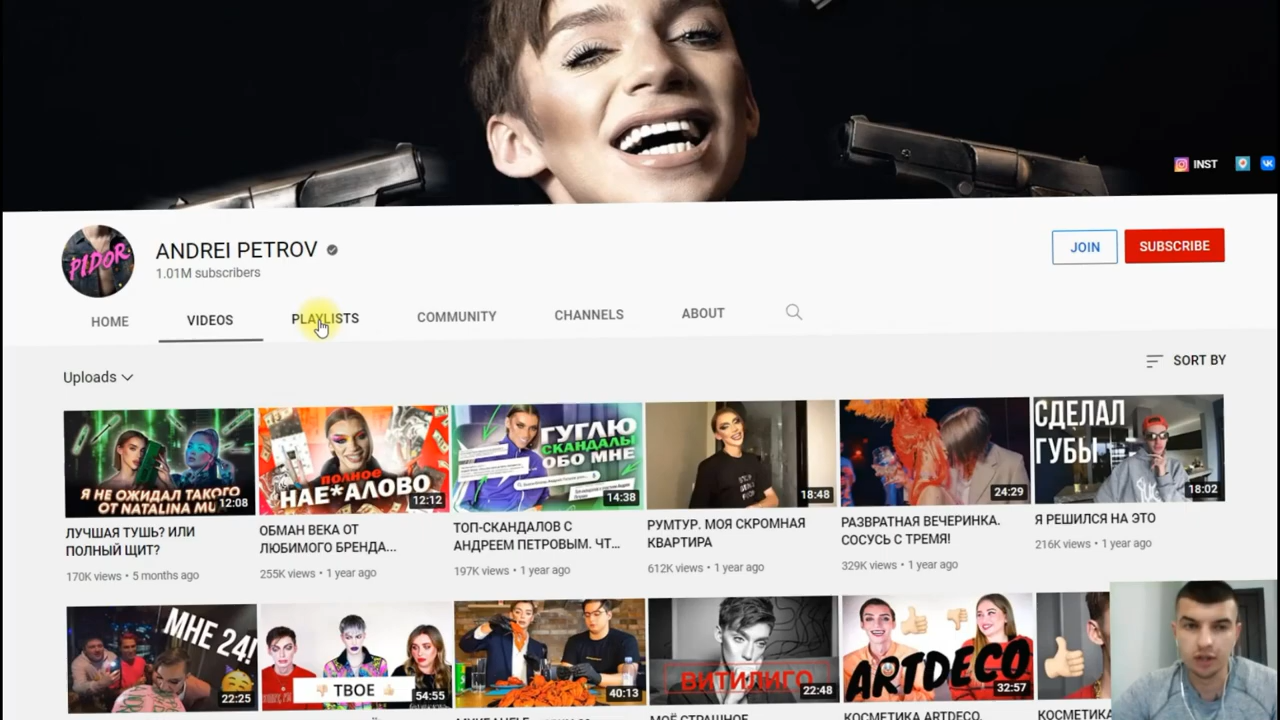 INST
PIDOR
ANDREI PETROV
1.01M subscribers
JOIN
SUBSCRIBE
HOME
VIDEOS
PLAYLISTS
COMMUNITY
CHANNELS
ABOUT
Uploads
SORT BY
Я НЕ ОЖИДАЛ ТАКОГО
ОТ NATALINA MU
12:08
ПОЛНОЕ
НАЕ*АЛОВО
12:12
ГУГЛЮ
СКАНДАЛЫ
ОБО МНЕ
14:38
18:48
24:29
СДЕЛАЛ
ГУБЫ
18:02
ЛУЧШАЯ ТУШЬ? ИЛИ
ПОЛНЫЙ ЩИТ?
170K views • 5 months ago
ОБМАН ВЕКА ОТ
ЛЮБИМОГО БРЕНДА...
255K views • 1 year ago
ТОП-СКАНДАЛОВ С
АНДРЕЕМ ПЕТРОВЫМ. ЧТ...
197K views • 1 year ago
РУМТУР. МОЯ СКРОМНАЯ
КВАРТИРА
612K views • 1 year ago
РАЗВРАТНАЯ ВЕЧЕРИНКА.
СОСУСЬ С ТРЕМЯ!
329K views • 1 year ago
Я РЕШИЛСЯ НА ЭТО
216K views • 1 year ago
МНЕ 24!
22:25
ТВОЕ
54:55
40:13
ВИТИЛИГО
22:48
ARTDECO
32:57
МОЁ СТРАШНОЕ
КОСМЕТИКА ARTDECO.
КОСМЕТИКА